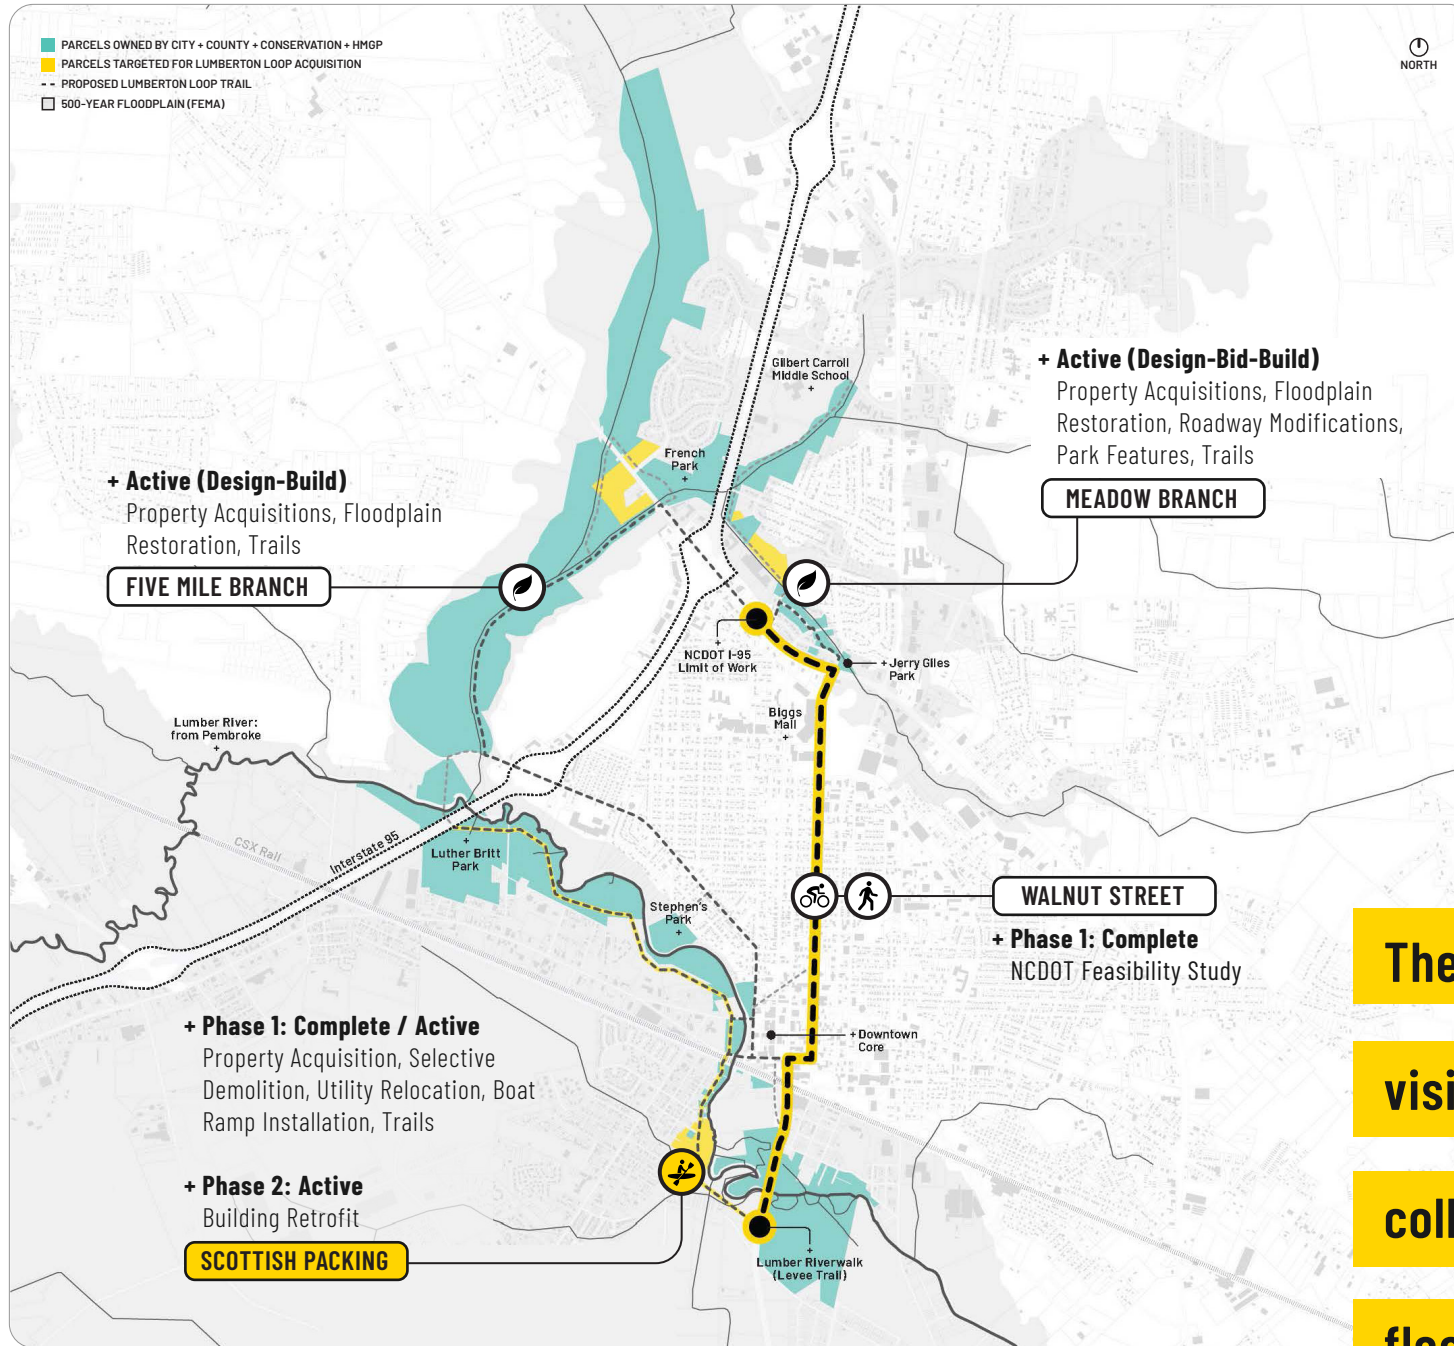 PARCELS OWNED BY CITY + COUNTY + CONSERVATION + HMGP
PARCELS TARGETED FOR LUMBERTON LOOP ACQUISITION
PROPOSED LUMBERTON LOOP TRAIL
500-YEAR FLOODPLAIN (FEMA)
NORTH
Gilbert Carroll
Middle School
+
+ Active (Design-Bid-Build)
Property Acquisitions, Floodplain
Restoration, Roadway Modifications,
Park Features, Trails
MEADOW BRANCH
French
Park
+
+ Active (Design-Build)
Property Acquisitions, Floodplain
Restoration, Trails
FIVE MILE BRANCH
+
NCDOT I-95
Limit of Work
+ Jerry Giles
Park
Biggs
Mall
+
Lumber River:
from Pembroke
+
CSX Rail
Interstate 95
+
Luther Britt
Park
Stephen's
Park
+
WALNUT STREET
+ Phase 1: Complete
NCDOT Feasibility Study
+ Downtown
Core
+ Phase 1: Complete / Active
Property Acquisition, Selective
Demolition, Utility Relocation, Boat
Ramp Installation, Trails
+ Phase 2: Active
Building Retrofit
SCOTTISH PACKING
+
Lumber Riverwalk
(Levee Trail)
The
visi
coll